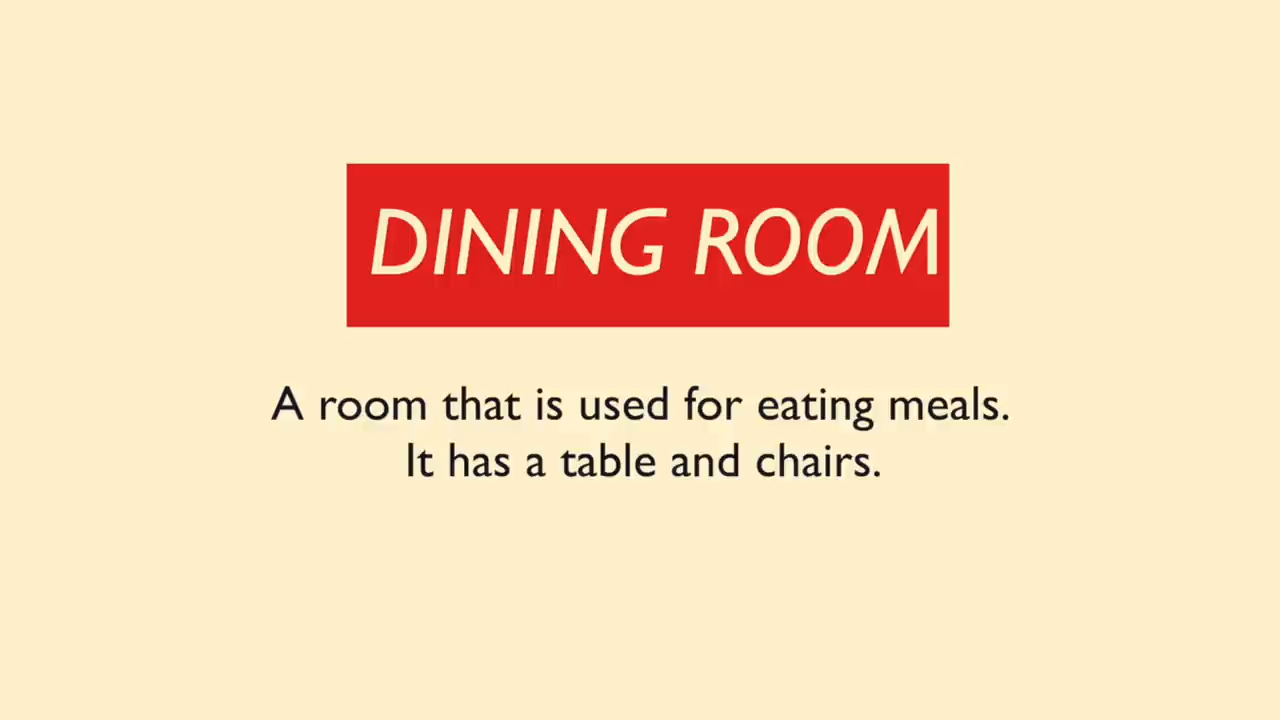 DINING ROOM
A room that is used for eating meals.
It has a table and chairs.